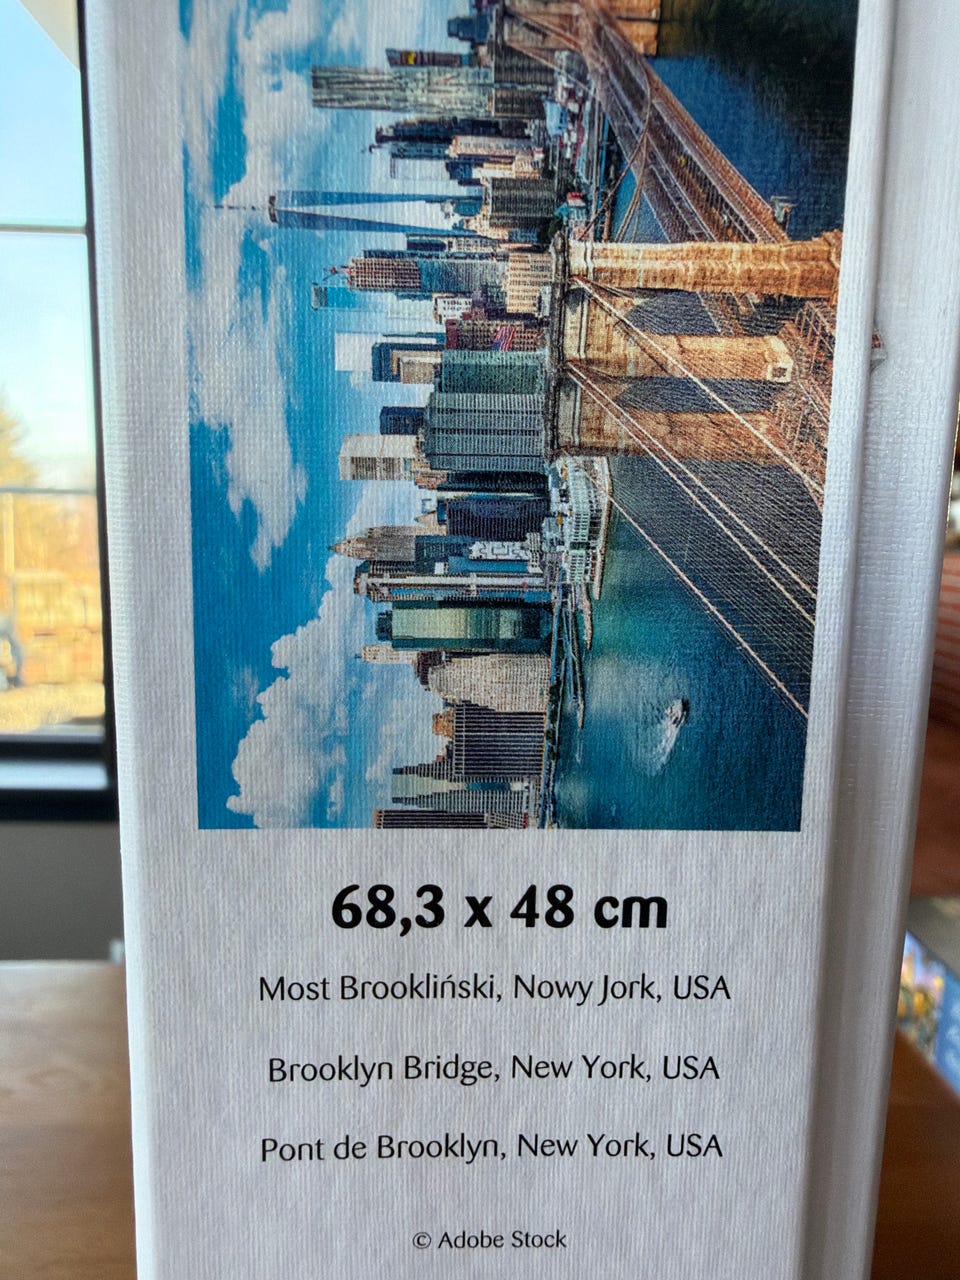 68,3 x 48 cm
Most Brookliński, Nowy Jork, USA
Brooklyn Bridge, New York, USA
Pont de Brooklyn, New York, USA
© Adobe Stock